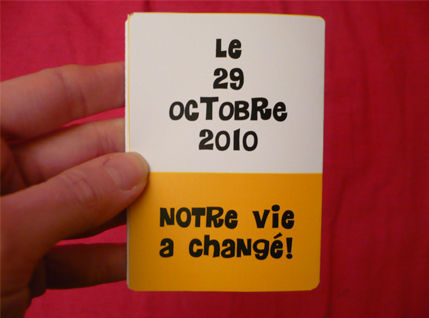 Le
29
OCTOBRE
2010
NOTRE vie
a changé!